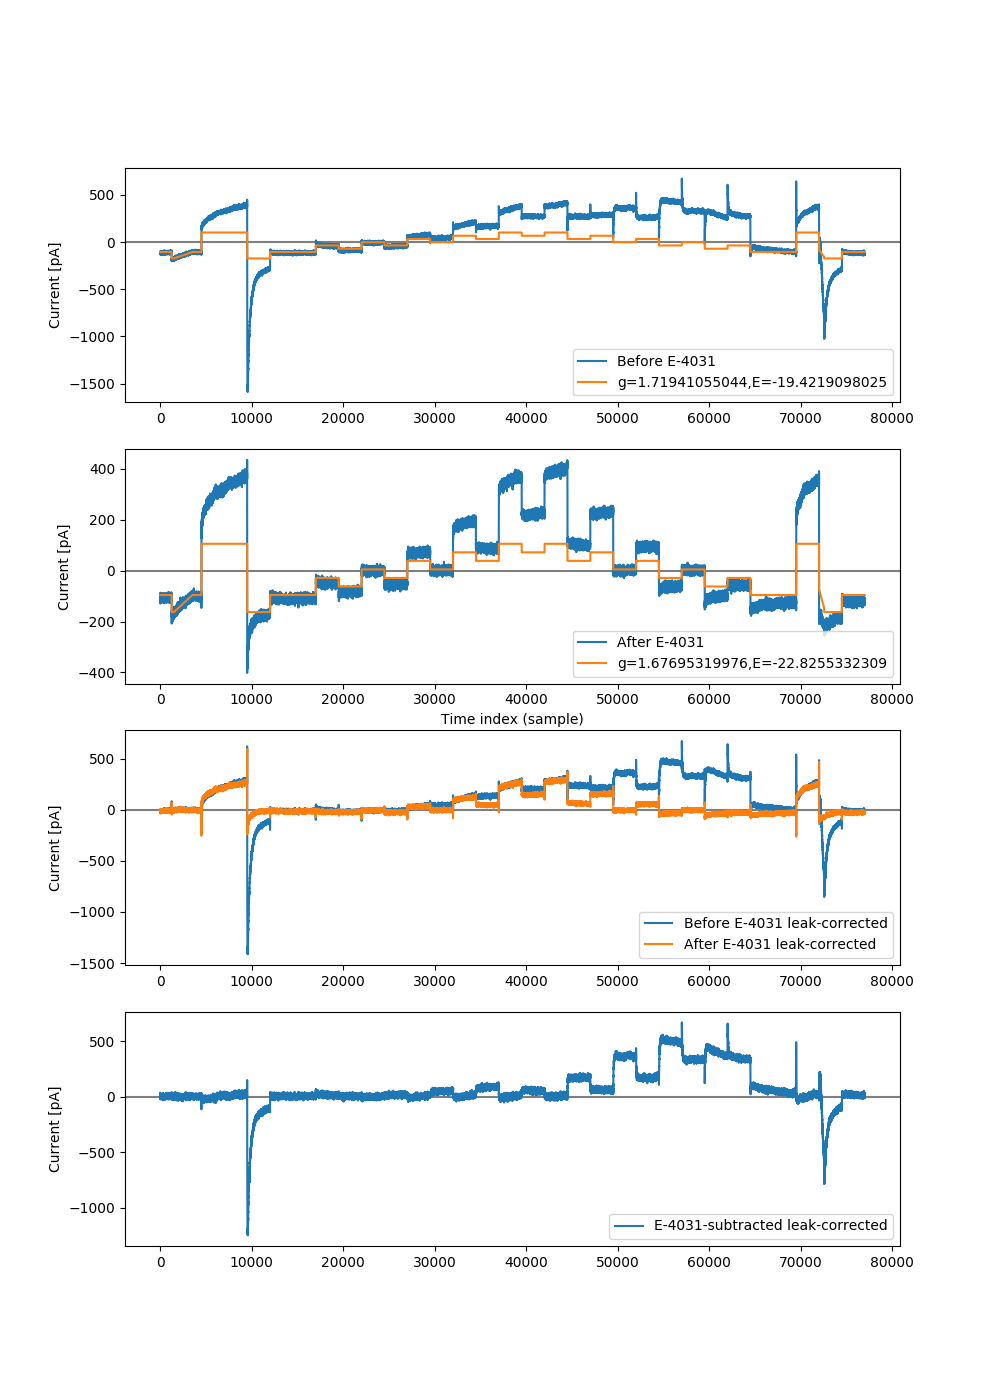 500
0
−500
−1000
−1500
Current [pA]
Before E-4031
g=1.71941055044,E=-19.4219098025
0 10000 20000 30000 40000 50000 60000 70000 80000
400
200
0
−200
−400
Current [pA]
After E-4031
g=1.67695319976,E=-22.8255332309
0 10000 20000 30000 40000 50000 60000 70000 80000
Time index (sample)
500
0
−500
−1000
−1500
Current [pA]
Before E-4031 leak-corrected
After E-4031 leak-corrected
0 10000 20000 30000 40000 50000 60000 70000 80000
500
0
−500
−1000
Current [pA]
E-4031-subtracted leak-corrected
0 10000 20000 30000 40000 50000 60000 70000 80000